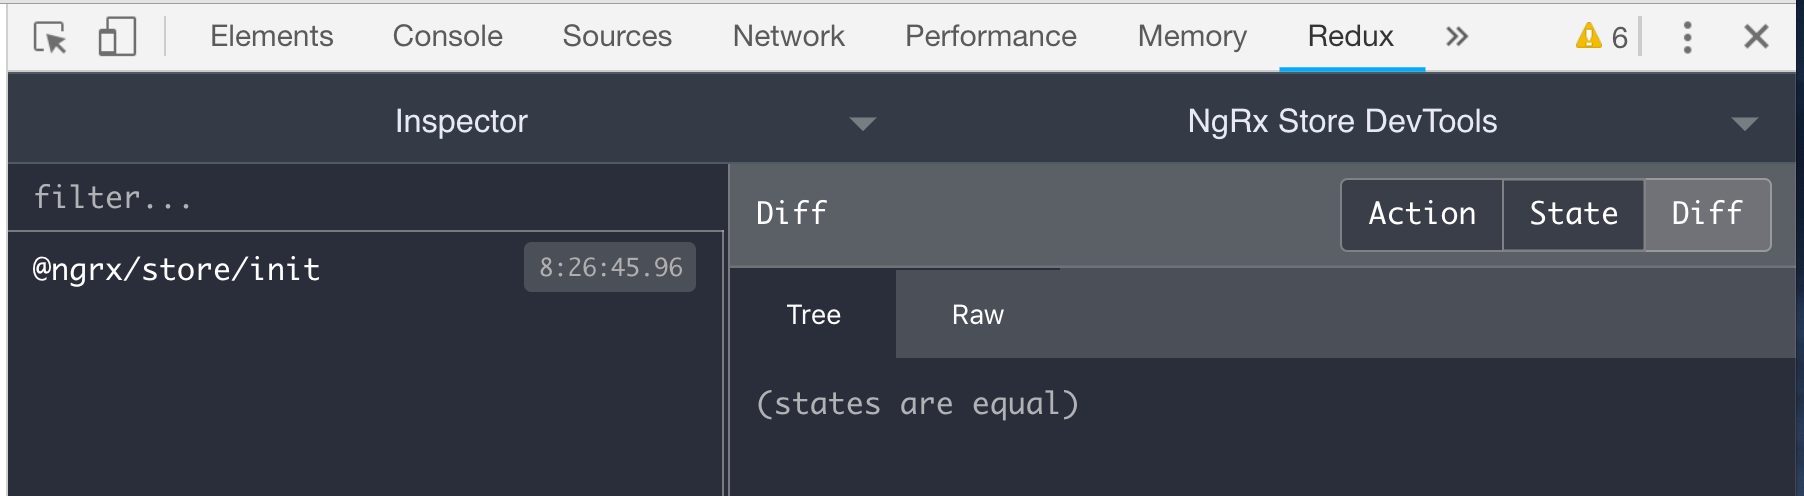 Elements Console Sources Network Performance Memory Redux » 6
Inspector NgRx Store DevTools
filter...
Diff Action State Diff
@ngrx/store/init 8:26:45.96
Tree Raw
(states are equal)